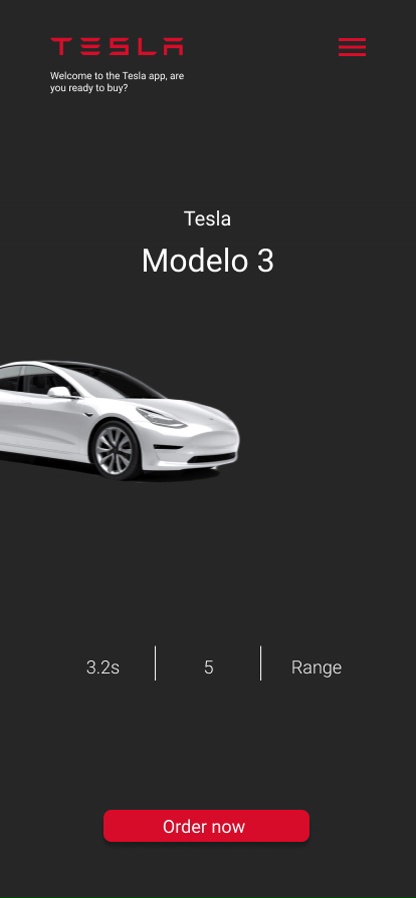 TESLA
Welcome to the Tesla app, are
you ready to buy?
Tesla
Modelo 3
3.2s
5
Range
Order now